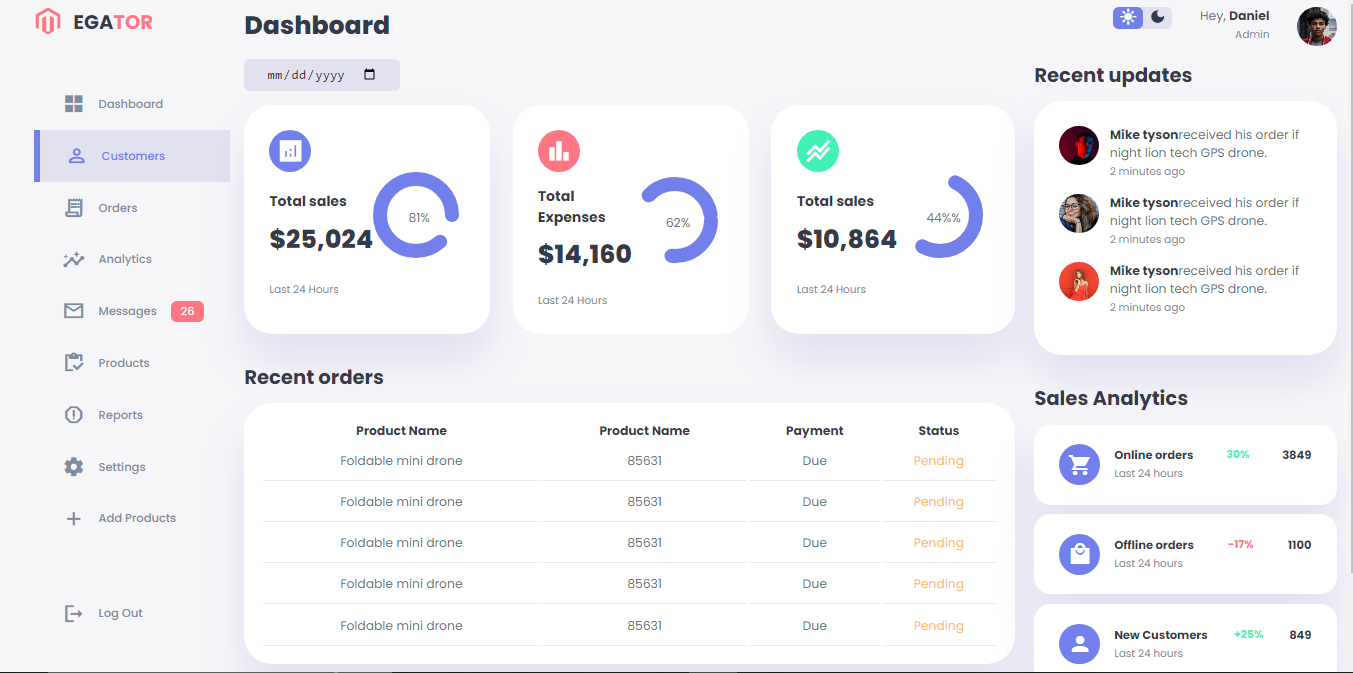 EGATOR
Dashboard
Customers
Orders
Analytics
Messages 26
Products
Reports
Settings
Add Products
Log Out
Dashboard
mm/dd/yyyy
Total sales
$25,024
81%
Last 24 Hours
Total
Expenses
$14,160
62%
Last 24 Hours
Total sales
$10,864
44%%
Last 24 Hours
Recent orders
Product Name Product Name Payment Status
Foldable mini drone 85631 Due Pending
Foldable mini drone 85631 Due Pending
Foldable mini drone 85631 Due Pending
Foldable mini drone 85631 Due Pending
Foldable mini drone 85631 Due Pending
Hey, Daniel
Admin
Recent updates
Mike tysonreceived his order if
night lion tech GPS drone.
2 minutes ago
Mike tysonreceived his order if
night lion tech GPS drone.
2 minutes ago
Mike tysonreceived his order if
night lion tech GPS drone.
2 minutes ago
Sales Analytics
Online orders 30% 3849
Last 24 hours
Offline orders -17% 1100
Last 24 hours
New Customers +25% 849
Last 24 hours